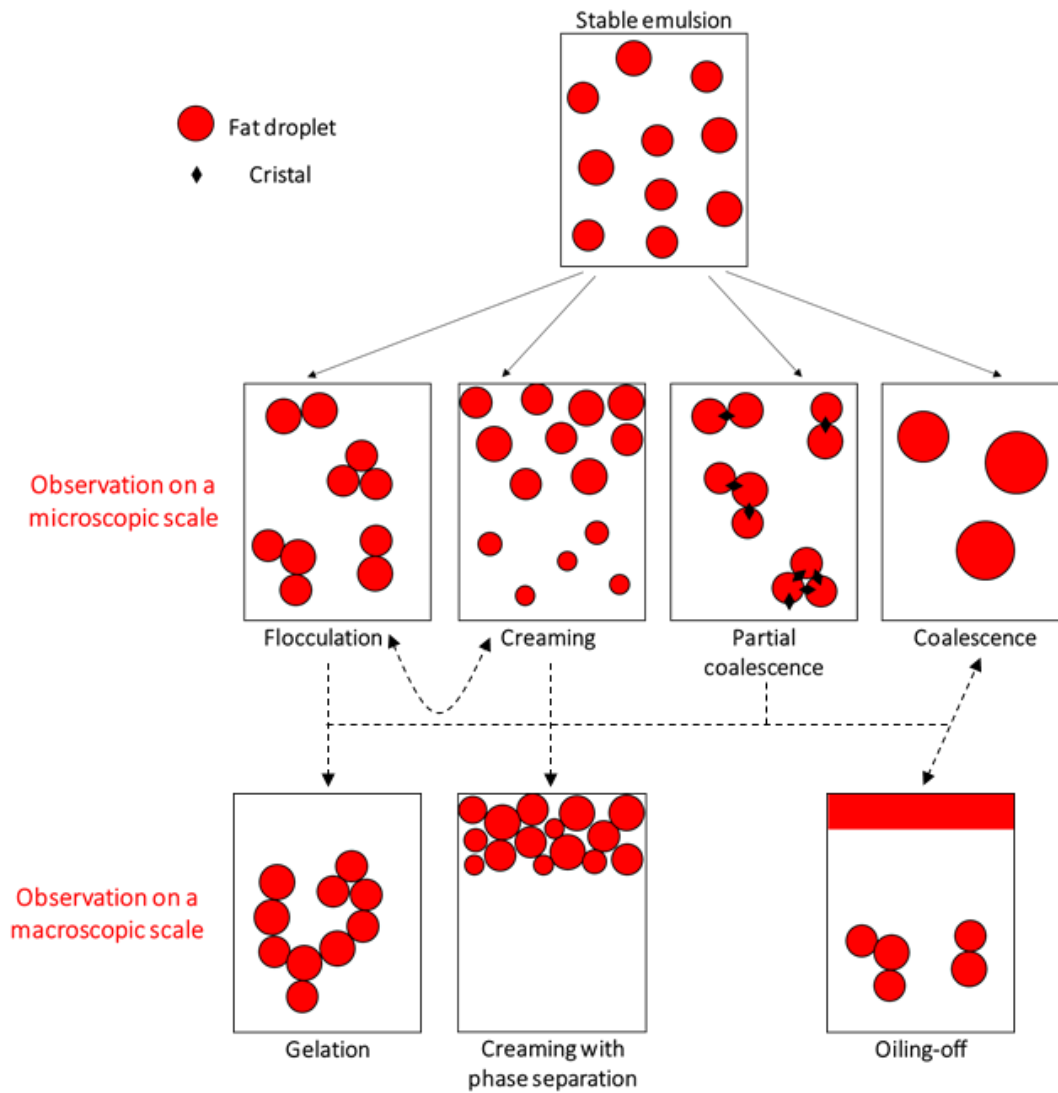 Stable emulsion
Fat droplet
Cristal
Observation on a
microscopic scale
Flocculation
Creaming
Partial
coalescence
Coalescence
Observation on a
macroscopic scale
Gelation
Creaming with
phase separation
Oiling-off